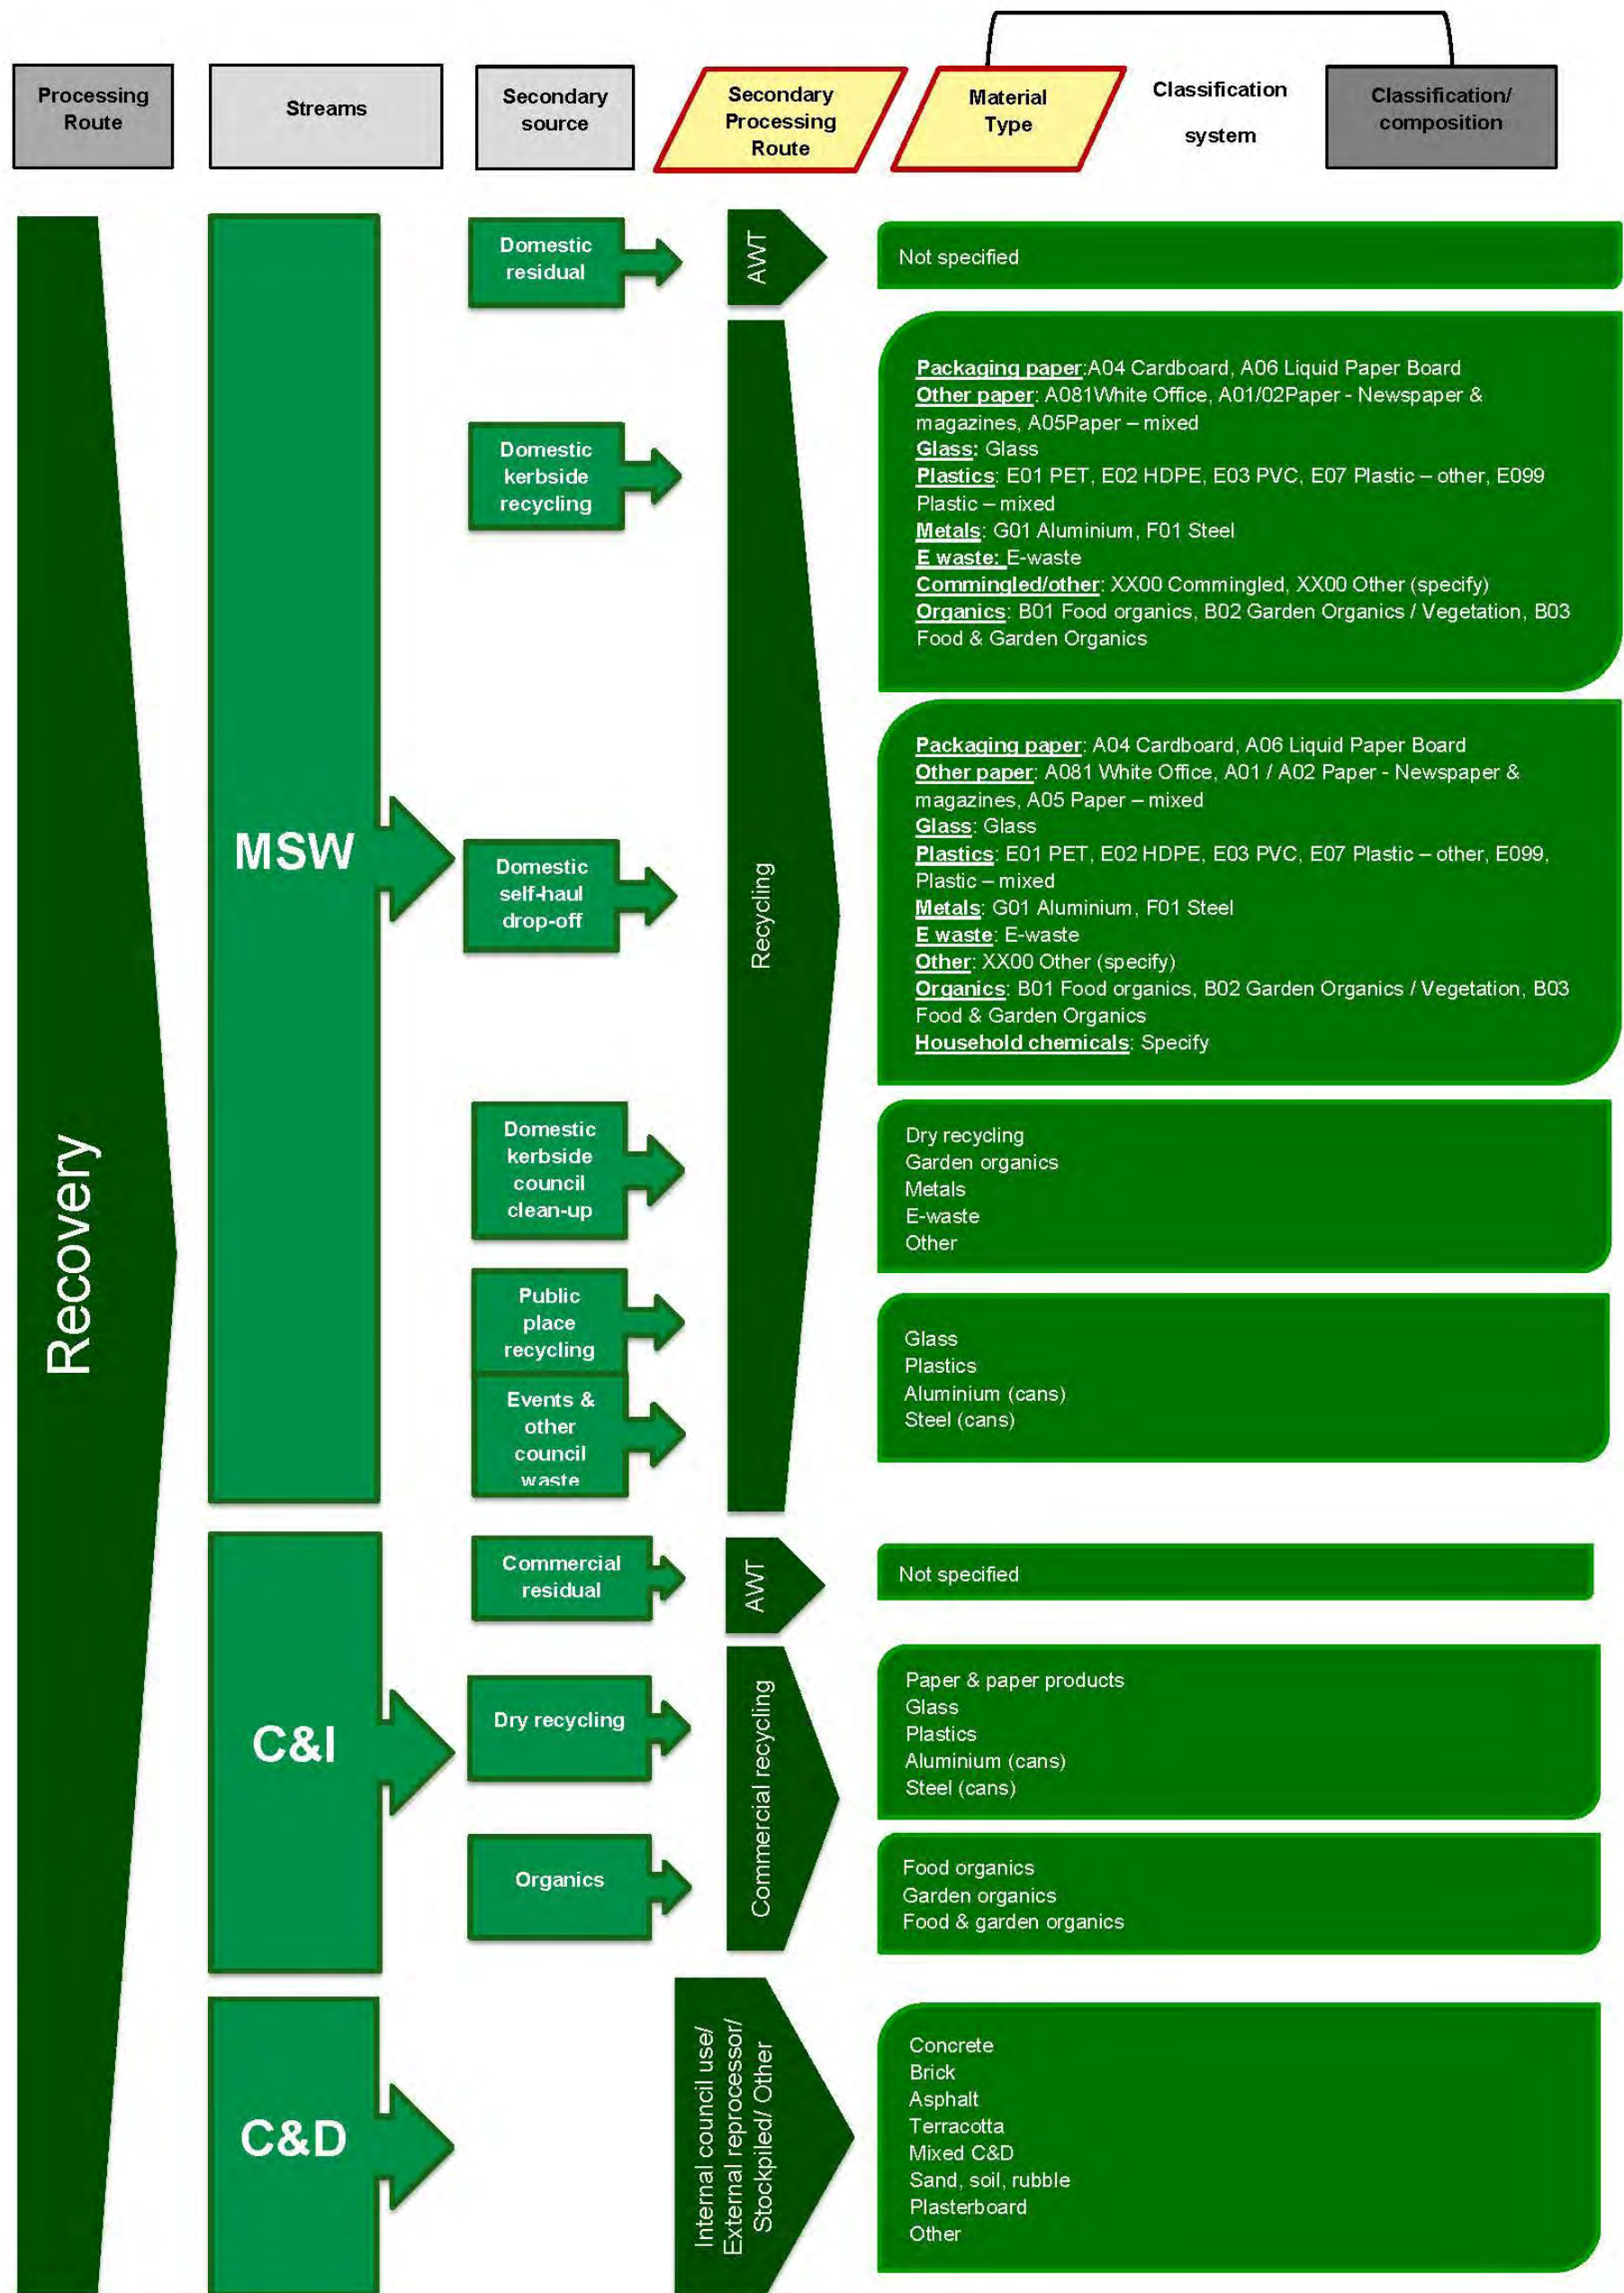 Processing
Route
Streams
Secondary
source
Secondary
Processing
Route
Material
Type
Classification
system
Classification/
composition
Recovery
MSW
Domestic
residual
AWT
Not specified
Domestic
kerbside
recycling
Recycling
Packaging paper:A04 Cardboard, A06 Liquid Paper Board
Other paper: A081White Office, A01/02Paper - Newspaper &
magazines, A05Paper – mixed
Glass: Glass
Plastics: E01 PET, E02 HDPE, E03 PVC, E07 Plastic – other, E099
Plastic – mixed
Metals: G01 Aluminium, F01 Steel
E waste: E-waste
Commingled/other: XX00 Commingled, XX00 Other (specify)
Organics: B01 Food organics, B02 Garden Organics / Vegetation, B03
Food & Garden Organics
Domestic
self-haul
drop-off
Packaging paper: A04 Cardboard, A06 Liquid Paper Board
Other paper: A081 White Office, A01 / A02 Paper - Newspaper &
magazines, A05 Paper – mixed
Glass: Glass
Plastics: E01 PET, E02 HDPE, E03 PVC, E07 Plastic – other, E099,
Plastic – mixed
Metals: G01 Aluminium, F01 Steel
E waste: E-waste
Other: XX00 Other (specify)
Organics: B01 Food organics, B02 Garden Organics / Vegetation, B03
Food & Garden Organics
Household chemicals: Specify
Domestic
kerbside
council
clean-up
Dry recycling
Garden organics
Metals
E-waste
Other
Public
place
recycling
Events &
other
council
waste
Glass
Plastics
Aluminium (cans)
Steel (cans)
C&I
Commercial
residual
AWT
Not specified
Dry recycling
Commercial recycling
Paper & paper products
Glass
Plastics
Aluminium (cans)
Steel (cans)
Organics
Food organics
Garden organics
Food & garden organics
C&D
Internal council use/
External reprocessor/
Stockpiled/ Other
Concrete
Brick
Asphalt
Terracotta
Mixed C&D
Sand, soil, rubble
Plasterboard
Other